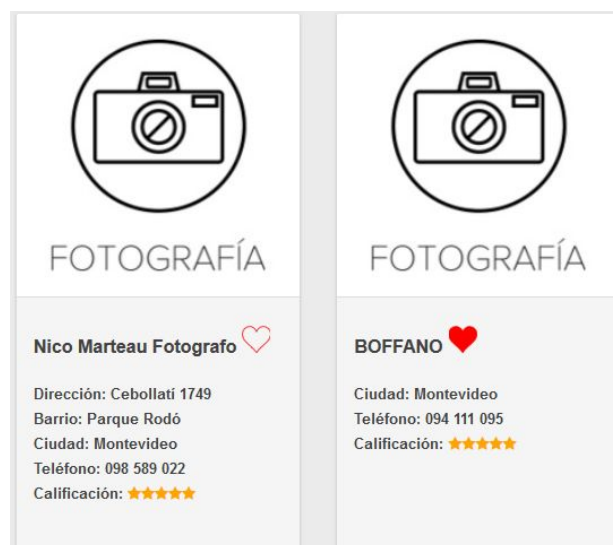 FOTOGRAFÍA
Nico Marteau Fotografo
Dirección: Cebollatí 1749
Barrio: Parque Rodó
Ciudad: Montevideo
Teléfono: 098 589 022
Calificación:
FOTOGRAFÍA
BOFFANO
Ciudad: Montevideo
Teléfono: 094 111 095
Calificación: